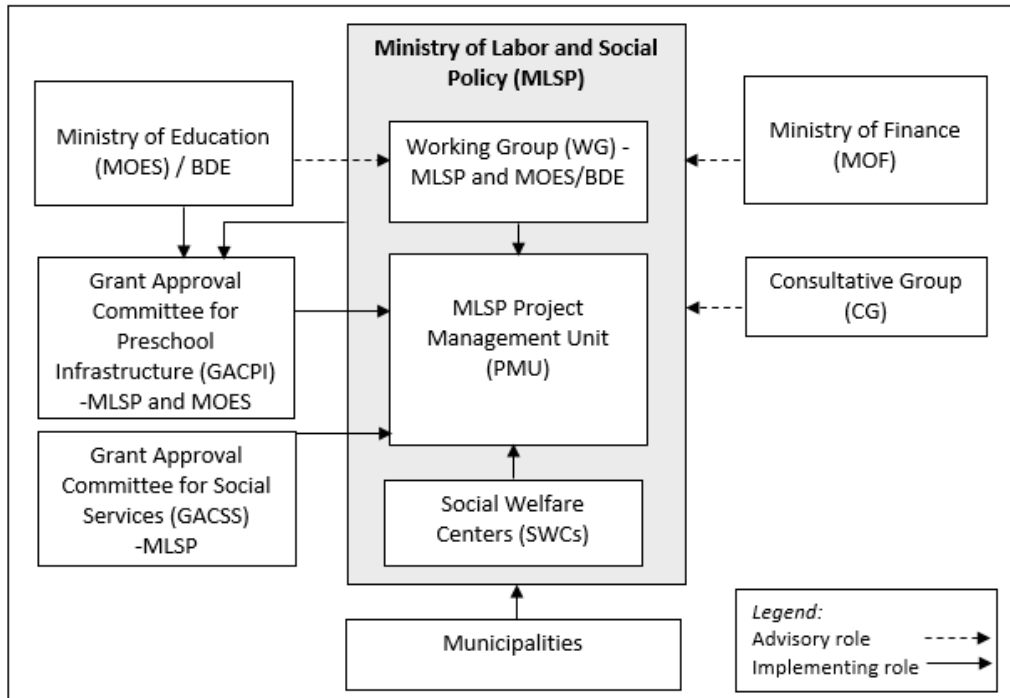 Ministry of Labor and Social
Policy (MLSP)
Ministry of Education
(MOES) / BDE
Working Group (WG) -
MLSP and MOES/BDE
Ministry of Finance
(MOF)
Grant Approval
Committee for
Preschool
Infrastructure (GACPI)
-MLSP and MOES
MLSP Project
Management Unit
(PMU)
Consultative Group
(CG)
Grant Approval
Committee for Social
Services (GACSS)
-MLSP
Social Welfare
Centers (SWCs)
Municipalities
Legend:
Advisory role
Implementing role